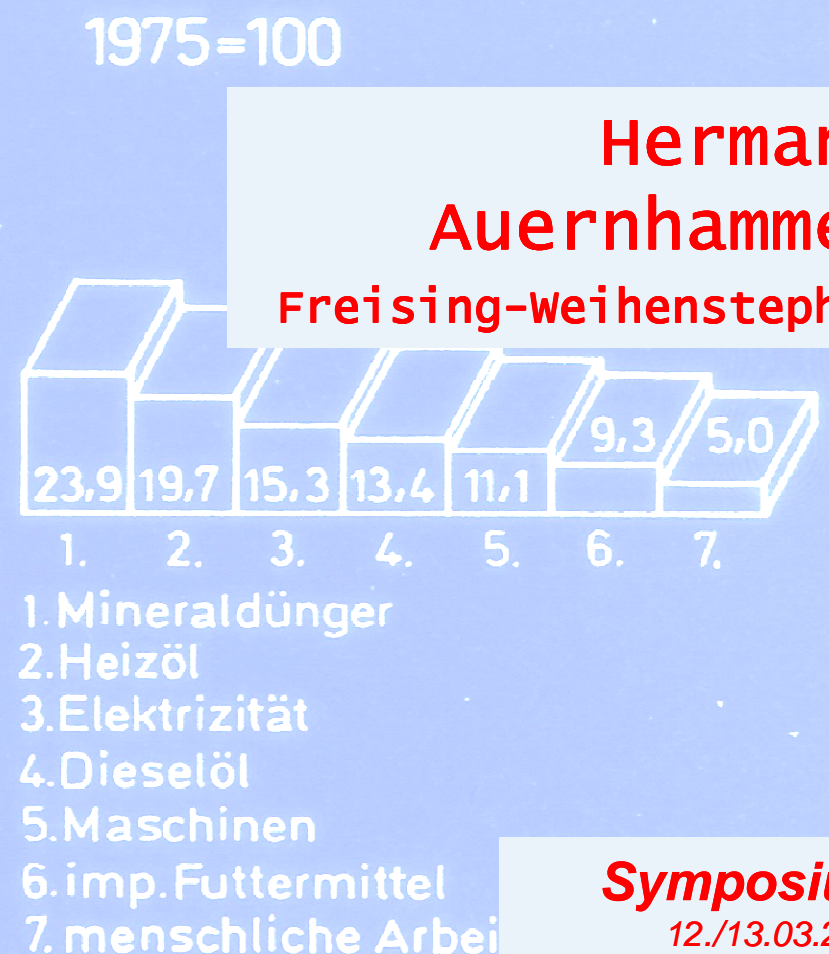 1975=100
Herman
Auernhamme
Freising-Weihensteph
9,3 5,0
23,9 19,7 15,3 13,4 11,1
1. 2. 3. 4. 5. 6. 7.
1. Mineraldünger
2. Heizöl
3. Elektrizität
4. Dieselöl
5. Maschinen
6. imp. Futtermittel
7. menschliche Arbei
Symposiu
12./13.03.2